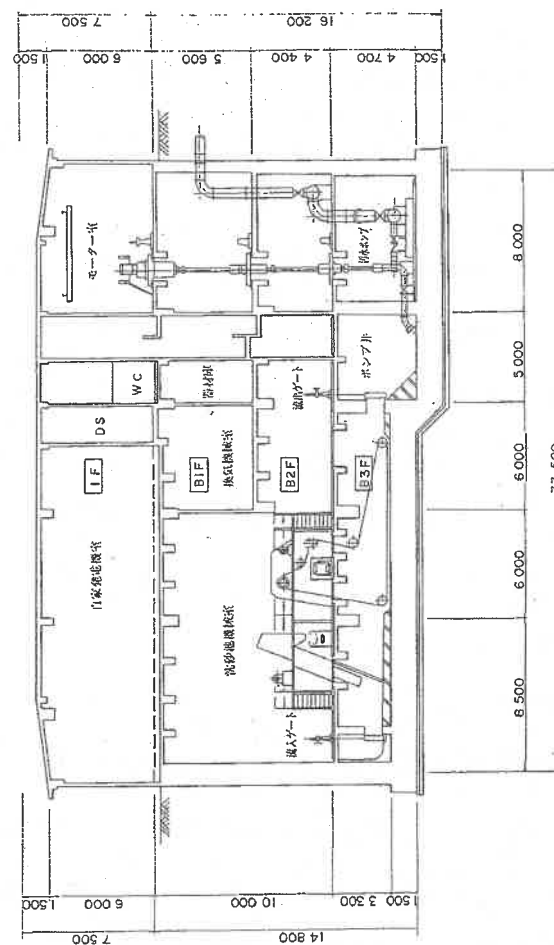 7 500
16 200
1 500
6 000
5 600
4 400
4 700
1 500
モーター室
汚水ポンプ
8 000
ポンプ井
5 000
WC
器材庫
流出ゲート
DS
1F
B1F
換気機械室
B2F
B3F
6 000
自家発電機室
沈砂池機械室
6 000
流入ゲート
8 500
1,500
6 000
10 000
3 300
1 500
7 500
14 800